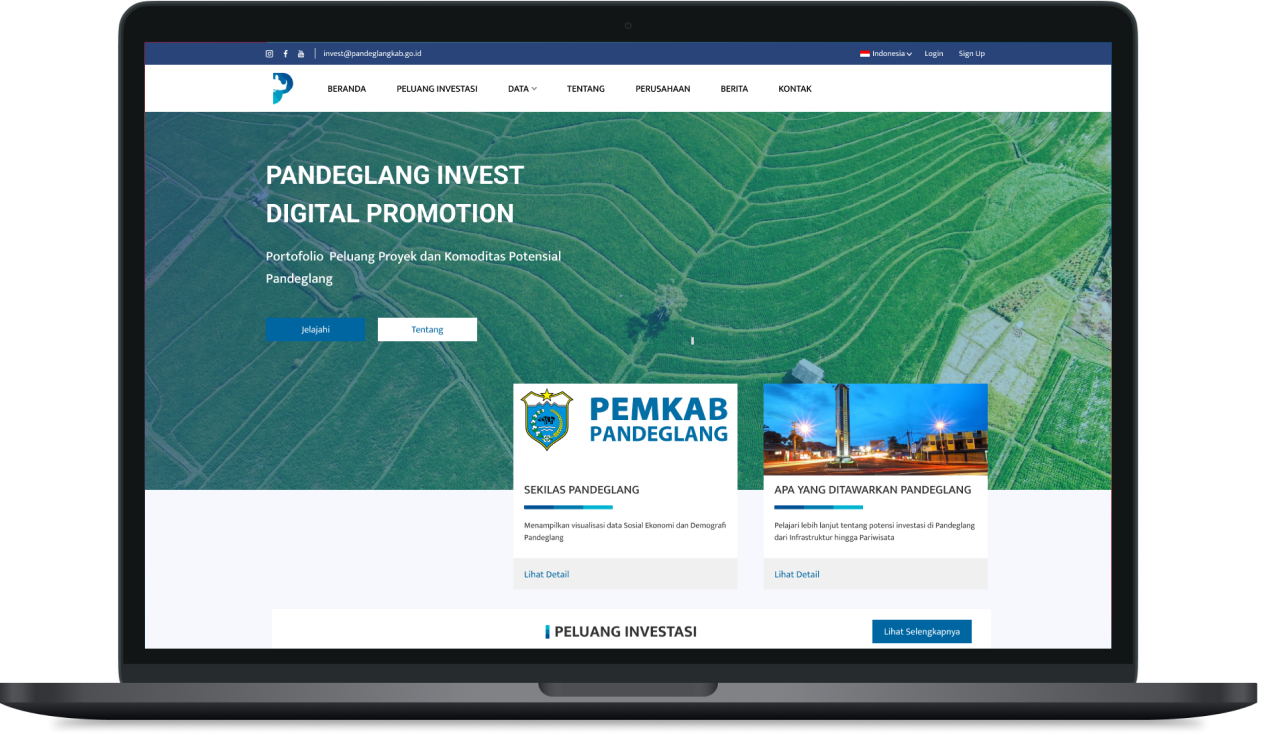 invest@pandeglangkab.go.id
Indonesia
Login
Sign Up
BERANDA
PELUANG INVESTASI
DATA
TENTANG
PERUSAHAAN
BERITA
KONTAK
PANDEGLANG INVEST
DIGITAL PROMOTION
Portofolio Peluang Proyek dan Komoditas Potensial
Pandeglang
Jelajahi
Tentang
PEMKAB
PANDEGLANG
SEKILAS PANDEGLANG
Menampilkan visualisasi data Sosial Ekonomi dan Demografi
Pandeglang
Lihat Detail
APA YANG DITAWARKAN PANDEGLANG
Pelajari lebih lanjut tentang potensi investasi di Pandeglang
dari Infrastruktur hingga Pariwisata
Lihat Detail
PELUANG INVESTASI
Lihat Selengkapnya